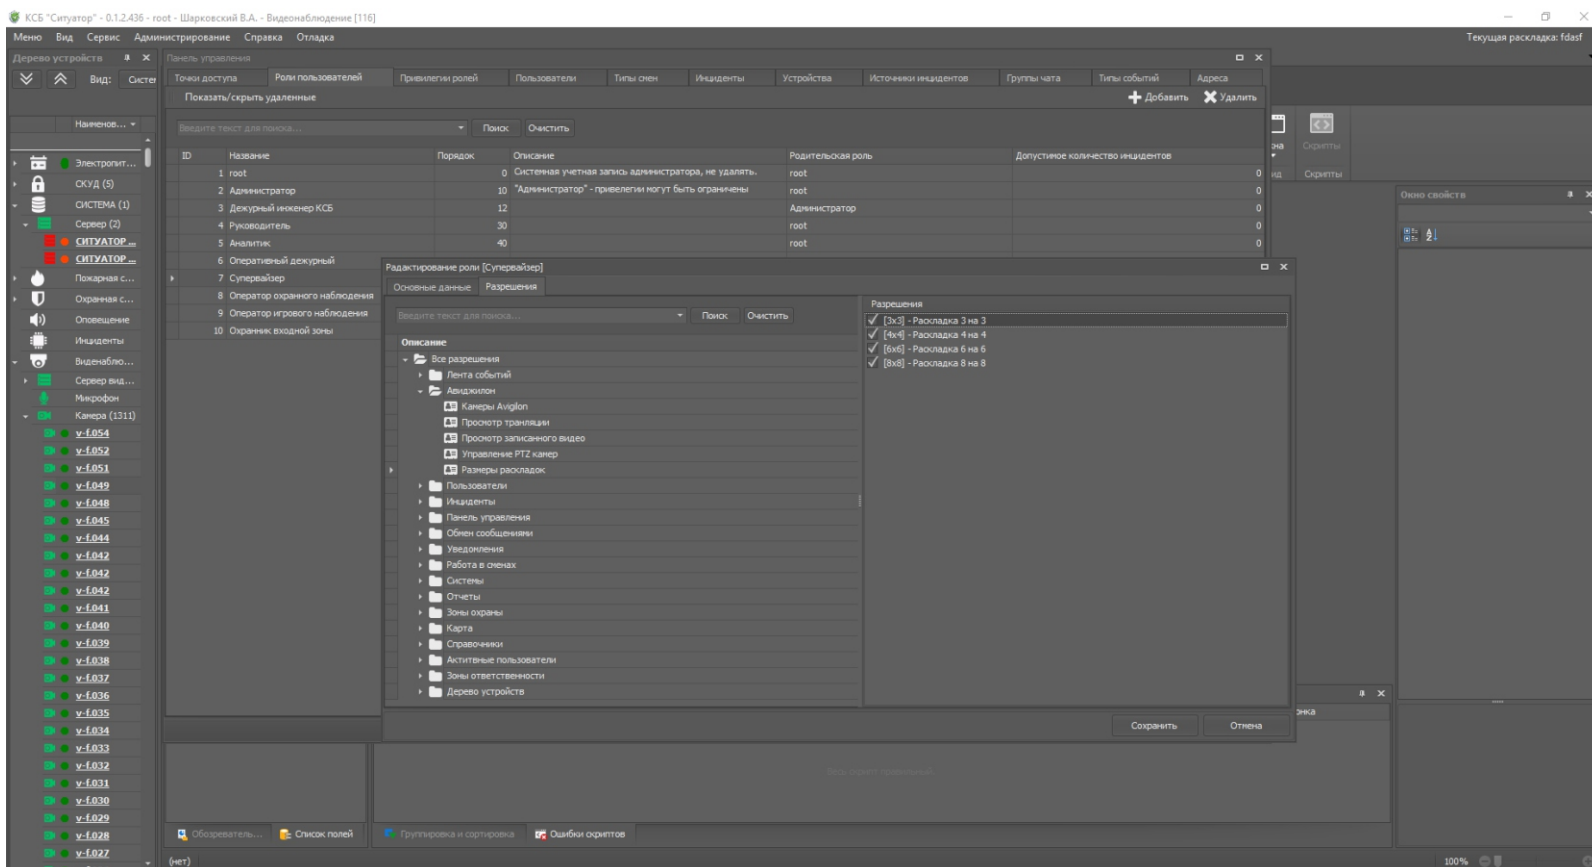 КСБ "Ситуатор" - 0.1.2.436 - root - Шарковский В.А. - Видеонаблюдение [116]
Меню Вид Сервис Администрирование Справка Отладка
Текущая раскладка: fdasf
Дерево устройств
Панель управления
Вид: Систем
Точки доступа Роли пользователей Привилегии ролей Пользователи Типы смен Инциденты Устройства Источники инцидентов Группы чата Типы событий Адреса
Показать/скрыть удаленные
Добавить Удалить
Наименов...
Введите текст для поиска... Поиск Очистить
Скрипты
Скрипты
ID Название Порядок Описание Родительская роль Допустимое количество инцидентов
1 root 0 Системная учетная запись администратора, не удалять. root 0
2 Администратор 10 "Администратор" - привелегии могут быть ограничены root 0
3 Дежурный инженер КСБ 12 Администратор 0
4 Руководитель 30 root 0
5 Аналитик 40 root 0
6 Оперативный дежурный
7 Супервайзер
8 Оператор охранного наблюдения
9 Оператор игрового наблюдения
10 Охранник входной зоны
Электропит...
СКУД (5)
СИСТЕМА (1)
Сервер (2)
СИТУАТОР...
СИТУАТОР...
Пожарная с...
Охранная с...
Оповещение
Инциденты
Виденаблю...
Сервер вид...
Микрофон
Камера (1311)
v-f.054
v-f.052
v-f.051
v-f.049
v-f.048
v-f.045
v-f.044
v-f.042
v-f.042
v-f.042
v-f.041
v-f.040
v-f.039
v-f.038
v-f.037
v-f.036
v-f.035
v-f.034
v-f.033
v-f.032
v-f.031
v-f.030
v-f.029
v-f.028
v-f.027
Радактирование роли [Супервайзер]
Основные данные Разрешения
Введите текст для поиска... Поиск Очистить
Описание
Все разрешения
Лента событий
Авиджилон
Камеры Avigilon
Просмотр транляции
Просмотр записанного видео
Управление PTZ камер
Размеры раскладок
Пользователи
Инциденты
Панель управления
Обмен сообщениями
Уведомления
Работа в сменах
Системы
Отчеты
Зоны охраны
Карта
Справочники
Актитвные пользователи
Зоны ответственности
Дерево устройств
Разрешения
[3x3] - Раскладка 3 на 3
[4x4] - Раскладка 4 на 4
[6x6] - Раскладка 6 на 6
[8x8] - Раскладка 8 на 8
Сохранить Отмена
Окно свойств
Весь скрипт правильный.
Обозреватель... Список полей Группировка и сортировка Ошибки скриптов
(нет)
100%